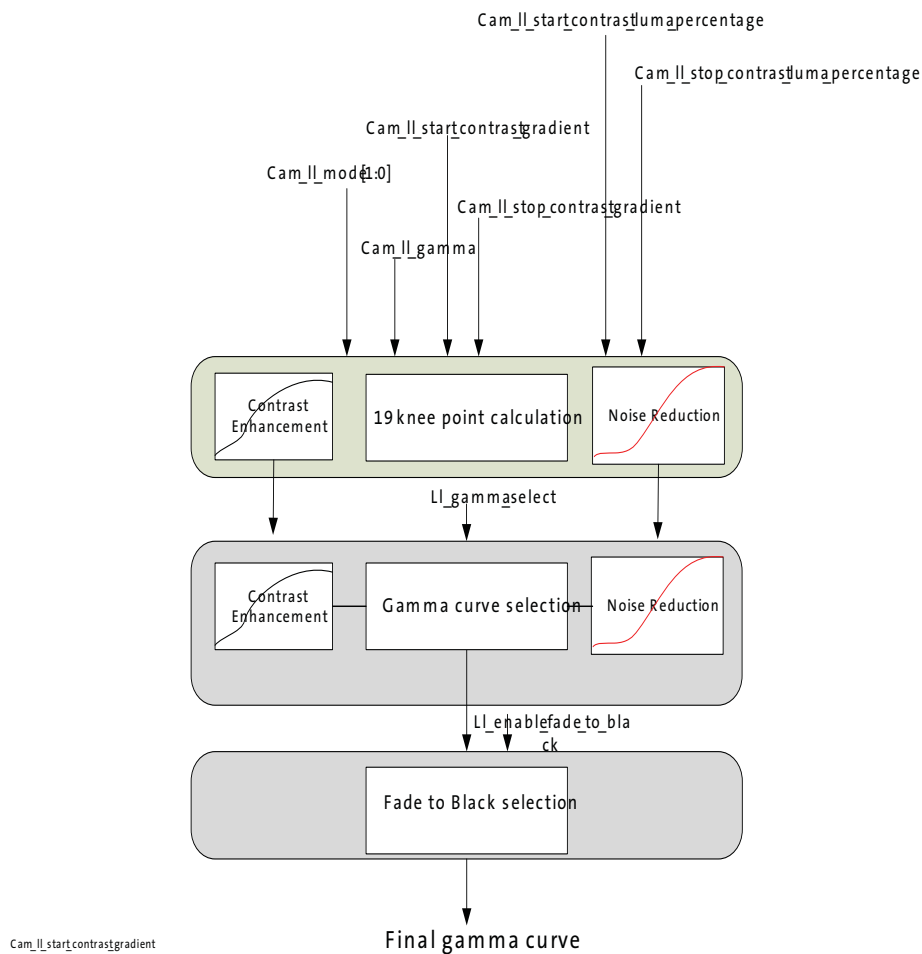 Cam_ll_start_contrast_luma_percentage
Cam_ll_stop_contrast_luma_percentage
Cam_ll_start_contrast_gradient
Cam_ll_mode[1:0]
Cam_ll_stop_contrast_gradient
Cam_ll_gamma
Contrast
Enhancement
19 knee point calculation
Noise Reduction
Ll_gamma_select
Contrast
Enhancement
Gamma curve selection
Noise Reduction
Ll_enable_fade_to_bla
ck
Fade to Black selection
Final gamma curve
Cam_ll_start_contrast_gradient